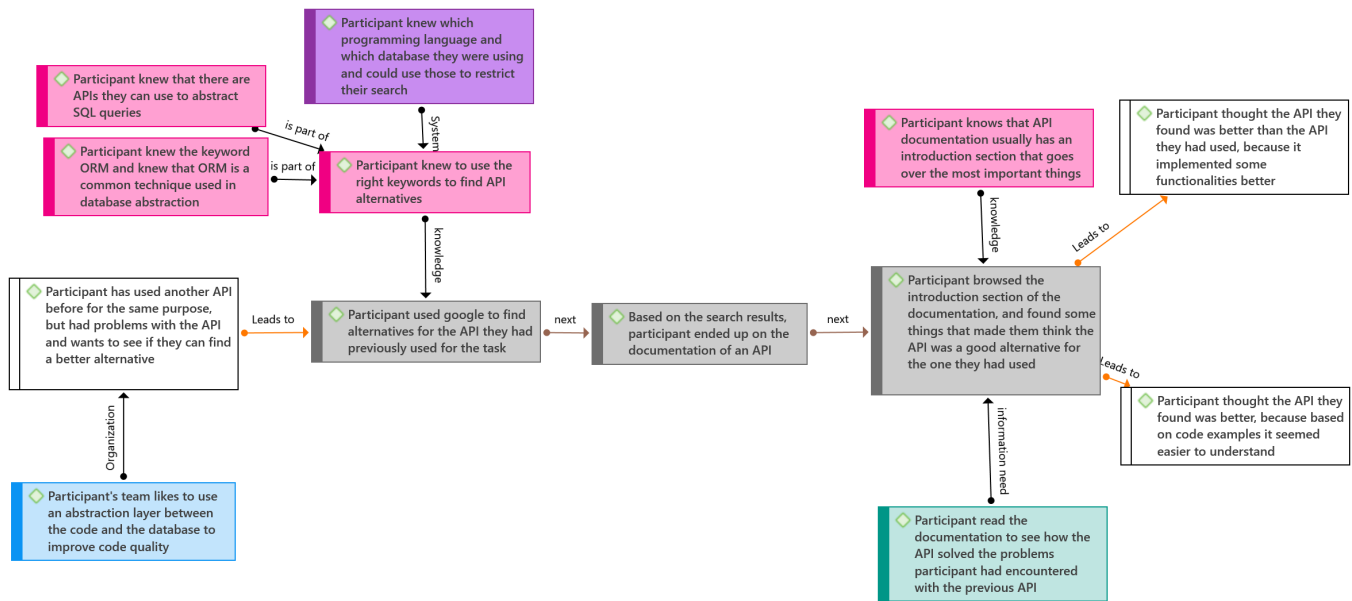 Participant knew which
programming language and
which database they were
using and could use those to
restrict their search
Participant knew that there are
APIs they can use to abstract
SQL queries
is part of
System
Participant knew the keyword
ORM and knew that ORM is a
common technique used in
database abstraction
is part of
Participant knew to use the
right keywords to find API
alternatives
knowledge
Participant has used another API
before for the same purpose,
but had problems with the API
and wants to see if they can find
a better alternative
Leads to
Participant used google to find
alternatives for the API they had
previously used for the task
next
Based on the search results,
participant ended up on the
documentation of an API
next
Organization
Participant's team likes to use
an abstraction layer between
the code and the database to
improve code quality
Participant knows that API
documentation usually has an
introduction section that goes
over the most important things
knowledge
Participant browsed the
introduction section of the
documentation, and found some
things that made them think
the API was a good alternative for
the one they had used
Leads to
Participant thought the API they
found was better than the API
they had used, because it
implemented some
functionalities better
Leads to
Participant thought the API they
found was better, because based
on code examples it seemed
easier to understand
information need
Participant read the
documentation to see how the
API solved the problems
participant had encountered
with the previous API